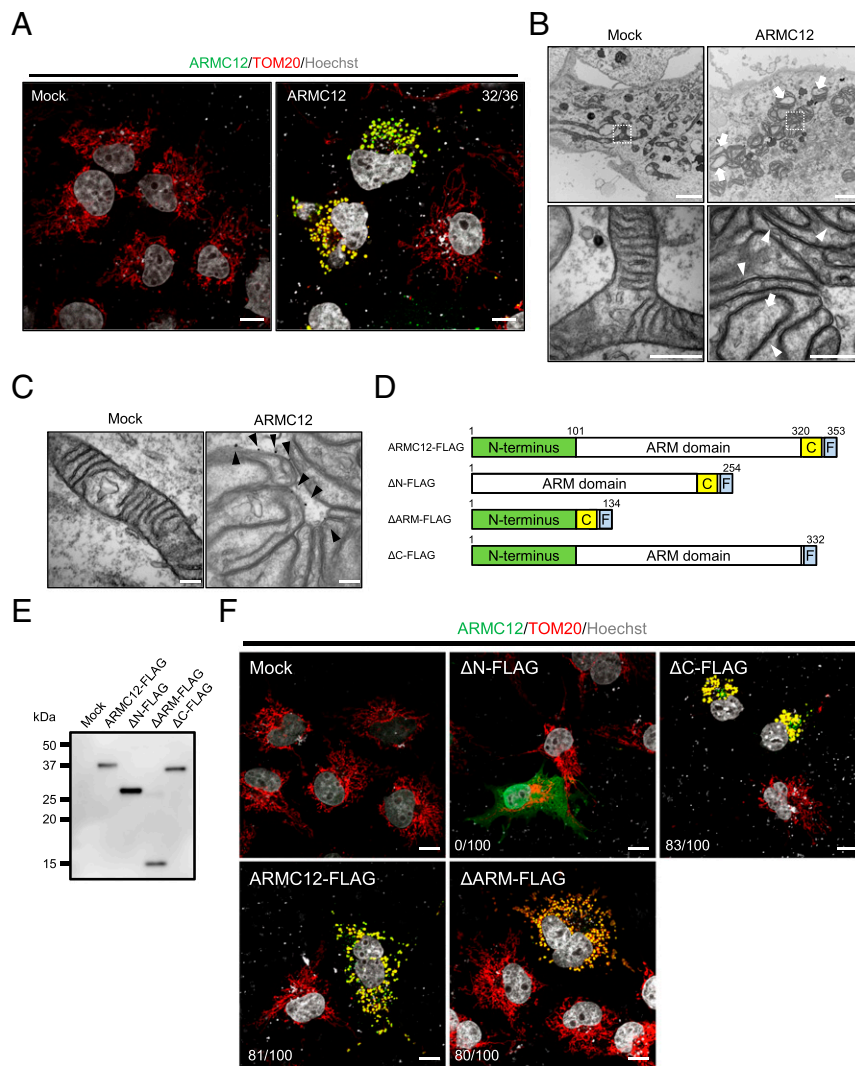 A
ARMC12/TOM20/Hoechst
Mock
ARMC12
32/36
B
Mock
ARMC12
C
Mock
ARMC12
D
1
101
320
353
ARMC12-FLAG
N-terminus
ARM domain
C
F
1
254
ΔN-FLAG
ARM domain
C
F
1
134
ΔARM-FLAG
N-terminus
C
F
1
332
ΔC-FLAG
N-terminus
ARM domain
F
E
Mock
ARMC12-FLAG
ΔN-FLAG
ΔARM-FLAG
ΔC-FLAG
kDa
50
37
25
20
15
F
ARMC12/TOM20/Hoechst
Mock
ΔN-FLAG
0/100
ΔC-FLAG
83/100
ARMC12-FLAG
81/100
ΔARM-FLAG
80/100